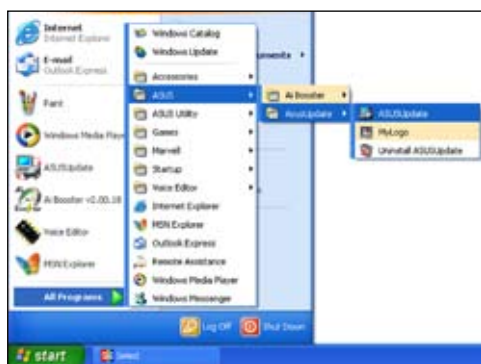 Internet
Internet Explorer
E-mail
Outlook Express
Paint
Windows Media Player
ASUSUpdate
Ai Booster v2.00.18
Voice Editor
MSN Explorer
All Programs
Windows Catalog
Windows Update
Accessories
ASUS
ASUS Utility
Games
Marvell
Startup
Voice Editor
Internet Explorer
MSN Explorer
Outlook Express
Remote Assistance
Windows Media Player
Windows Messenger
uments
Ai Booster
AsusUpdate
ASUSUpdate
MyLogo
Uninstall ASUSUpdate
Log Off
Shut Down
start